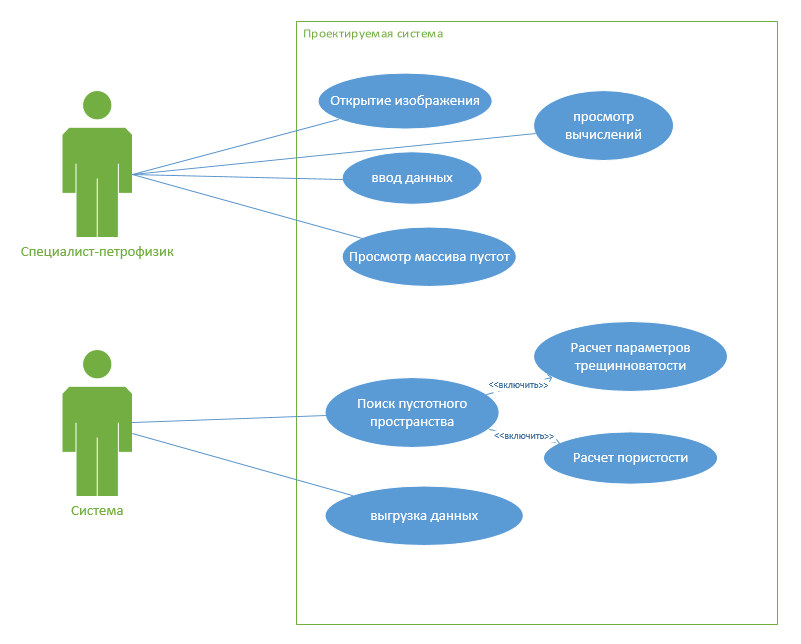 Проектируемая система
Открытие изображения
просмотр
вычислений
ввод данных
Специалист-петрофизик
Просмотр массива пустот
Расчет параметров
трещинноватости
<<включить>>
Поиск пустотного
пространства
<<включить>>
Расчет пористости
Система
выгрузка данных